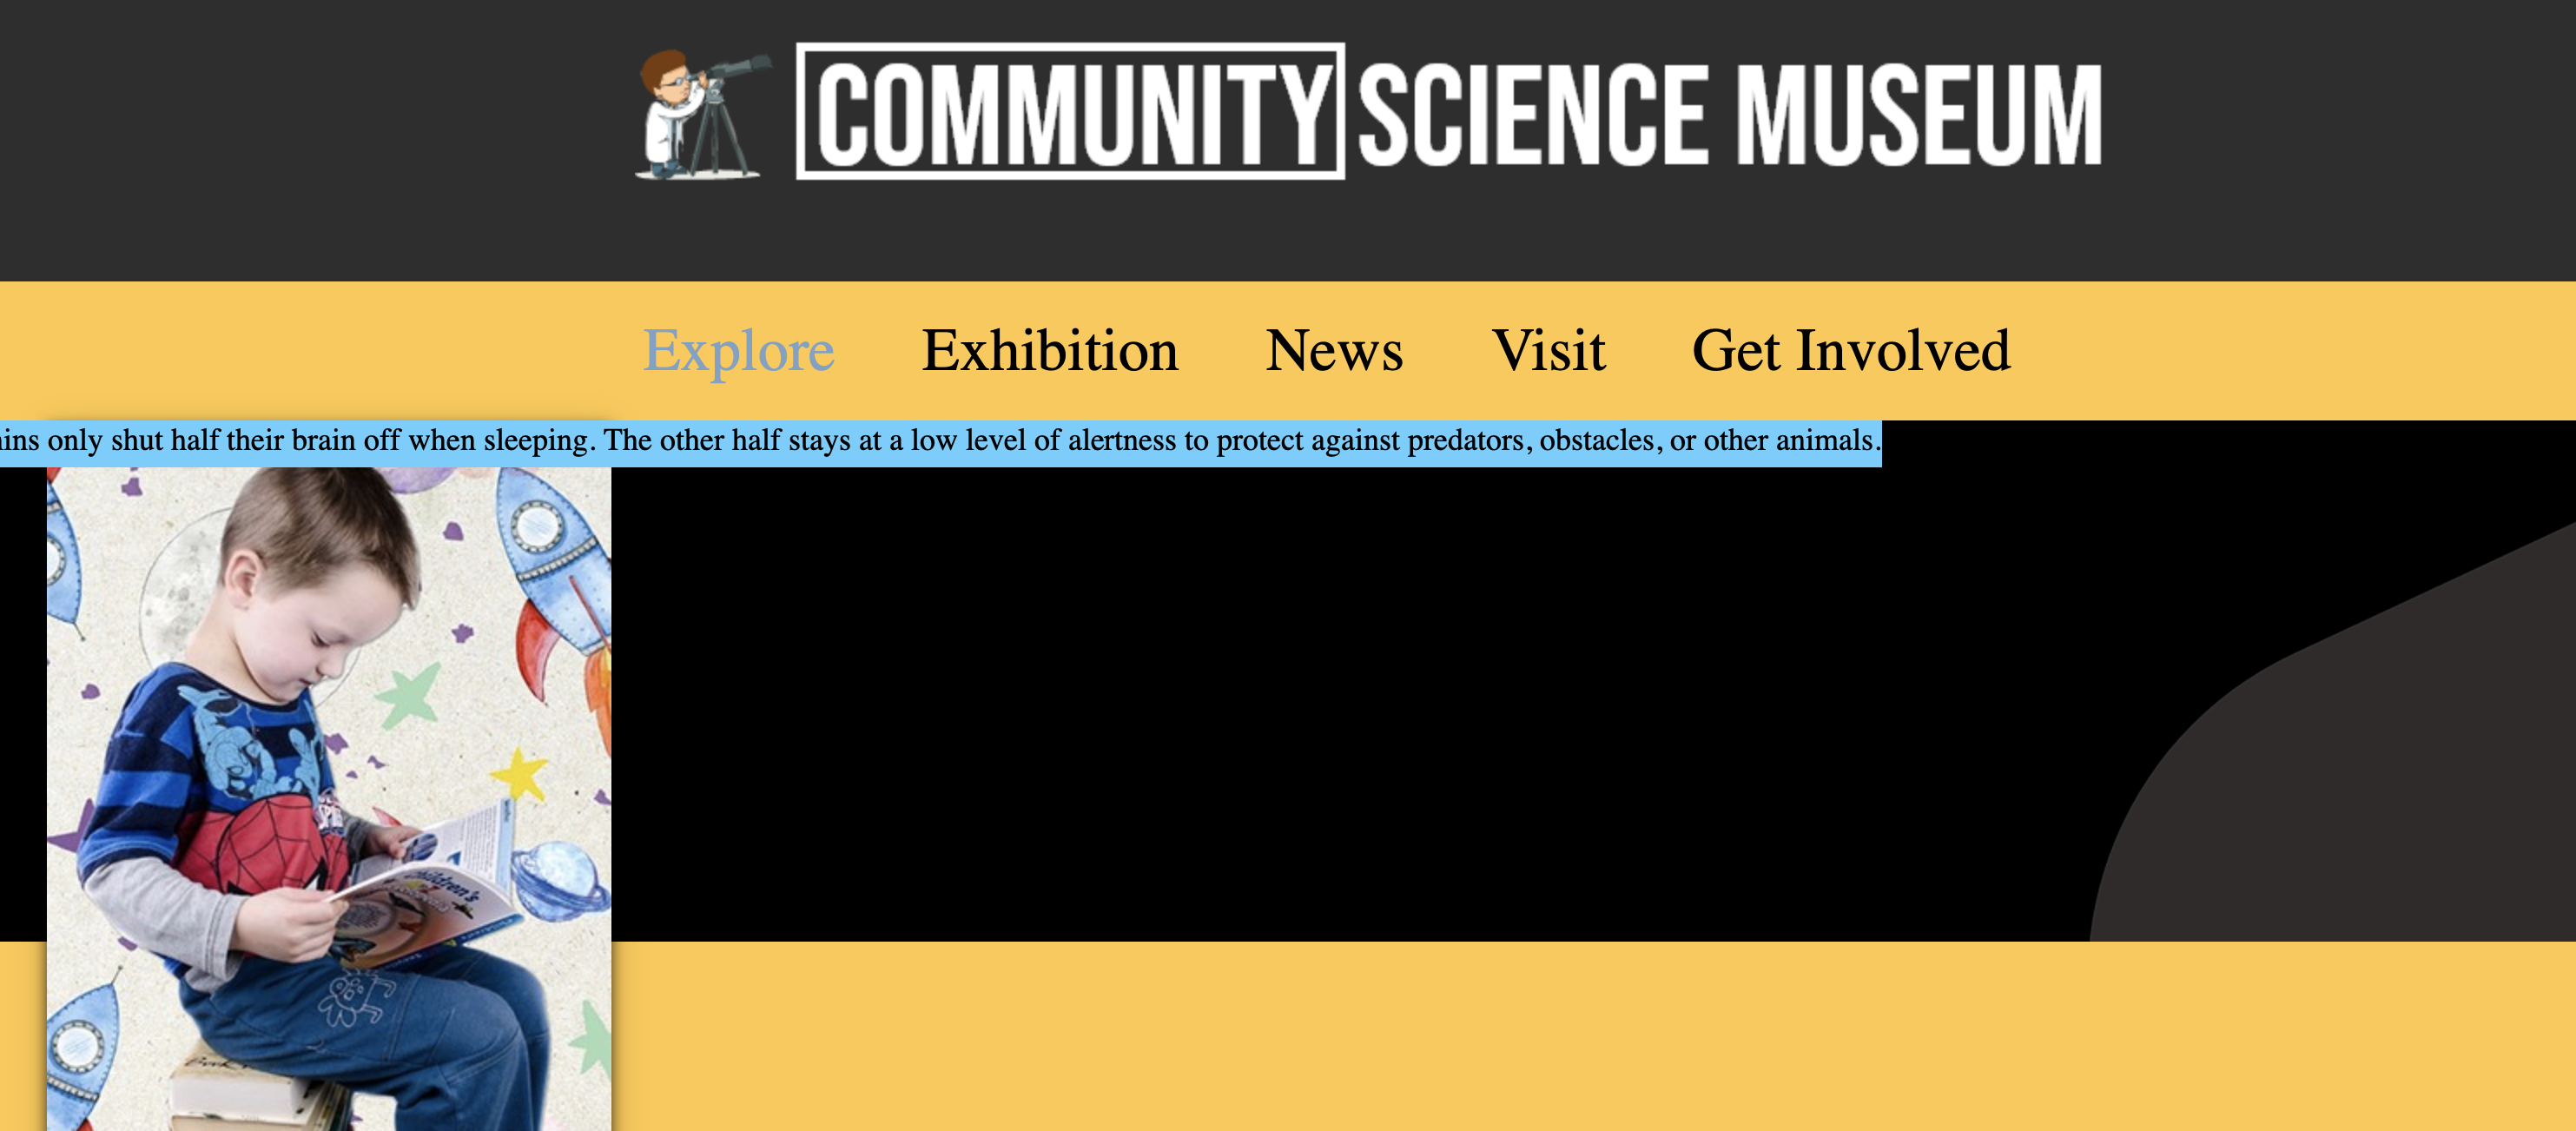 COMMUNITY SCIENCE MUSEUM
Explore Exhibition News Visit Get Involved
ins only shut half their brain off when sleeping. The other half stays at a low level of alertness to protect against predators, obstacles, or other animals.
Children's